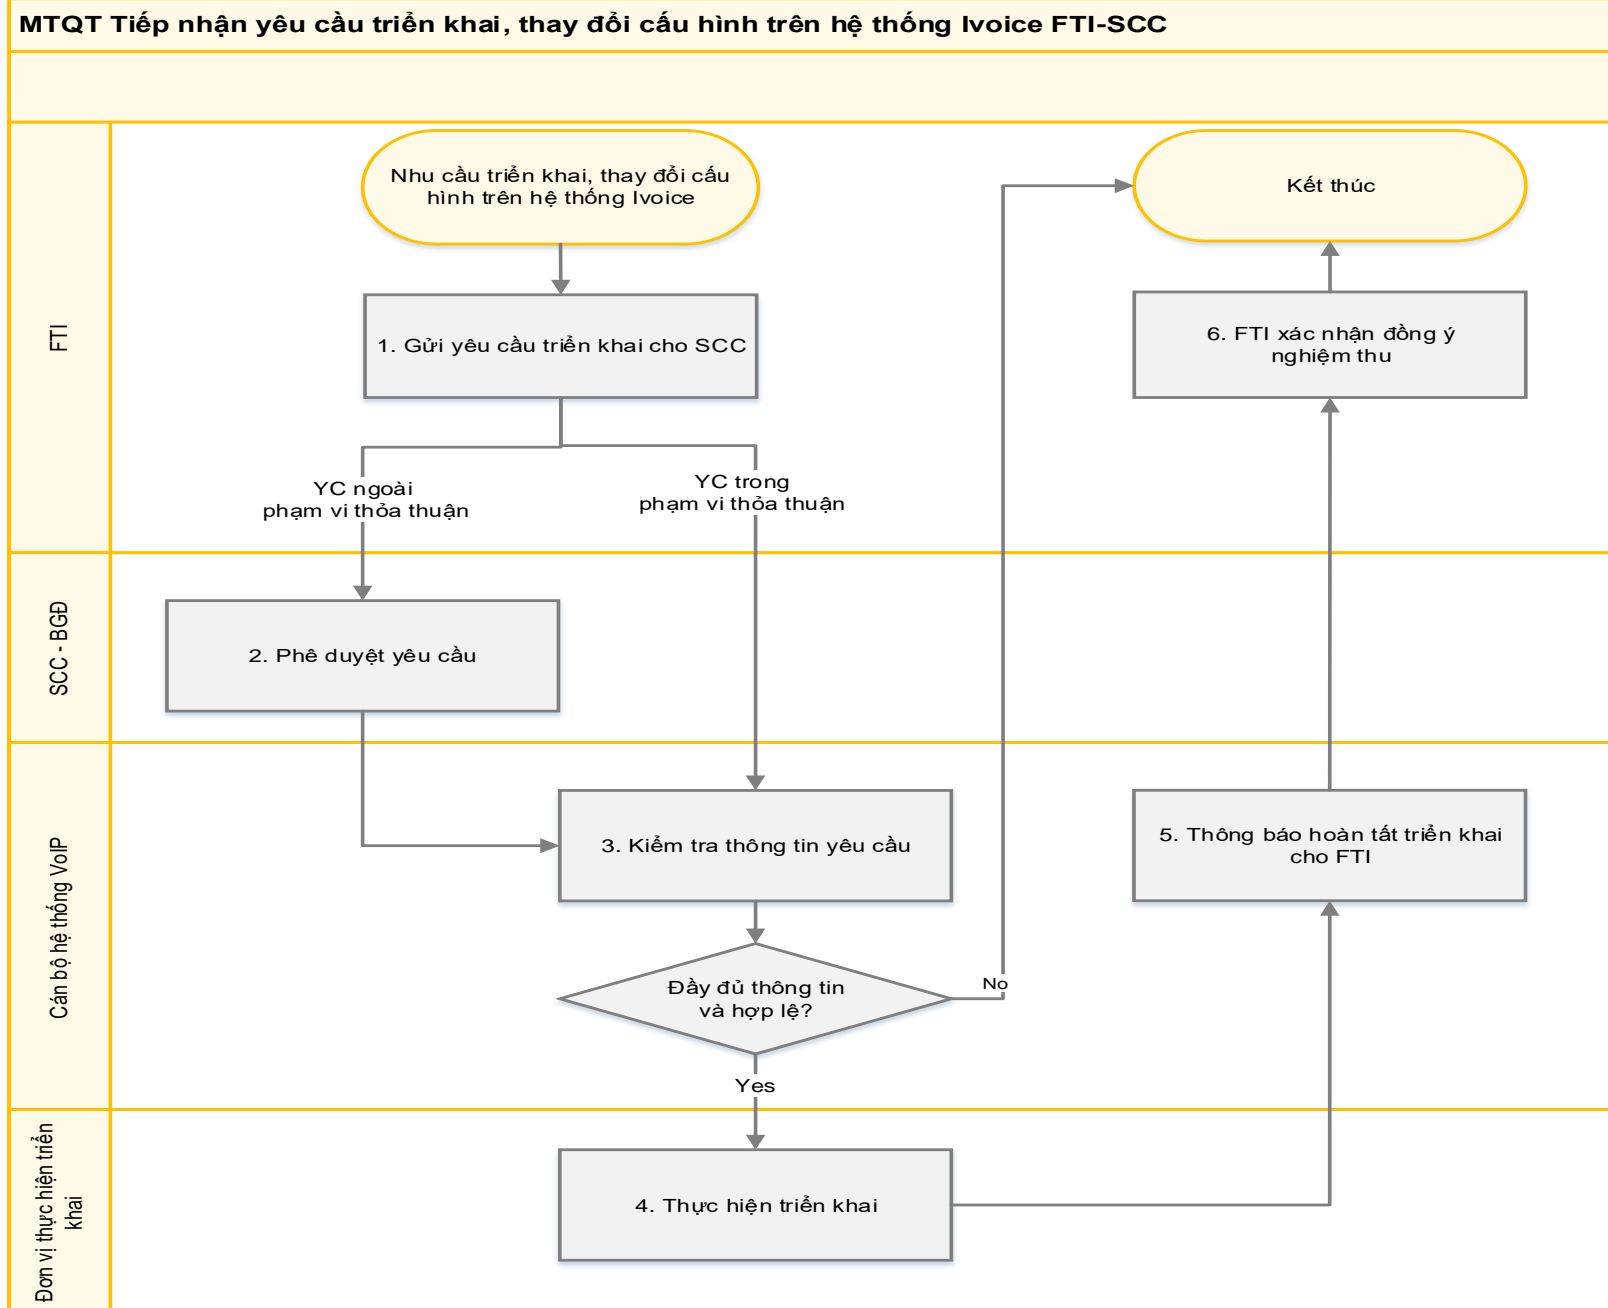 MTQT Tiếp nhận yêu cầu triển khai, thay đổi cấu hình trên hệ thống Ivoice FTI-SCC
FTI
Nhu cầu triển khai, thay đổi cấu
hình trên hệ thống Ivoice
Kết thúc
1. Gửi yêu cầu triển khai cho SCC
6. FTI xác nhận đồng ý
nghiệm thu
YC ngoài
phạm vi thỏa thuận
YC trong
phạm vi thỏa thuận
SCC - BGĐ
2. Phê duyệt yêu cầu
Cán bộ hệ thống VoIP
3. Kiểm tra thông tin yêu cầu
5. Thông báo hoàn tất triển khai
cho FTI
Đầy đủ thông tin
và hợp lệ?
No
Yes
Đơn vị thực hiện triển
khai
4. Thực hiện triển khai